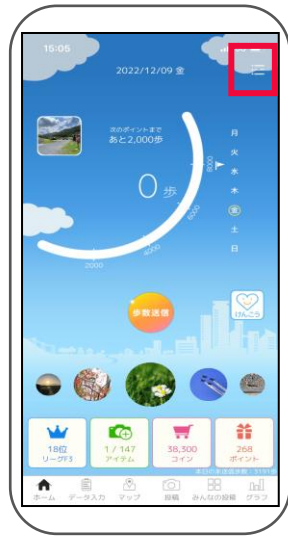 15:05
2022/12/09 金
次のポイントまで
あと2,000歩
0 歩
2000
4000
6000
8000
月
火
水
木
金
土
日
歩数送信
けんこう
18位
リーグF3
1 / 147
アイテム
38,300
コイン
268
ポイント
ホーム
データ入力
マップ
投稿
みんなの投稿
グラフ